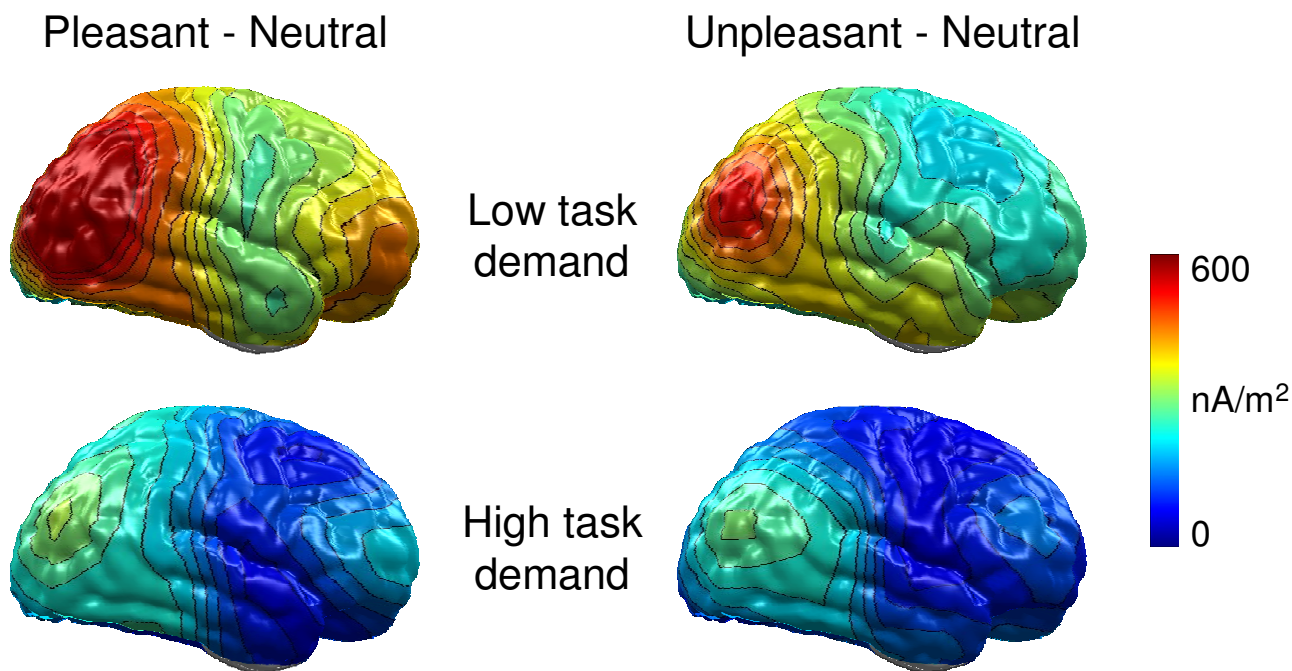 Pleasant - Neutral
Unpleasant - Neutral
Low task
demand
600
nA/m²
0
High task
demand